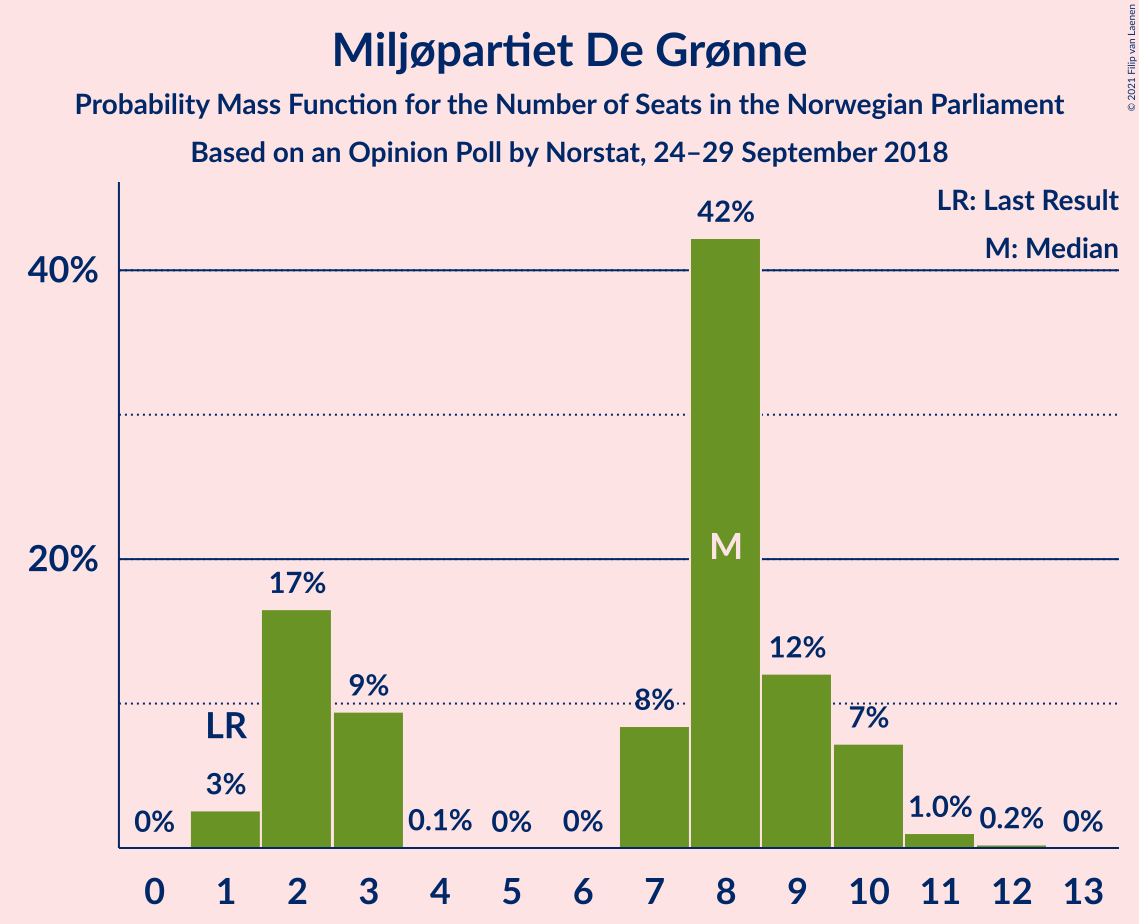 Miljøpartiet De Grønne
Probability Mass Function for the Number of Seats in the Norwegian Parliament
Based on an Opinion Poll by Norstat, 24–29 September 2018
© 2021 Filip van Laenen
LR: Last Result
M: Median
40%
20%
0%
LR
3%
17%
9%
0.1%
0%
0%
8%
42%
M
12%
7%
1.0%
0.2%
0%
0 1 2 3 4 5 6 7 8 9 10 11 12 13